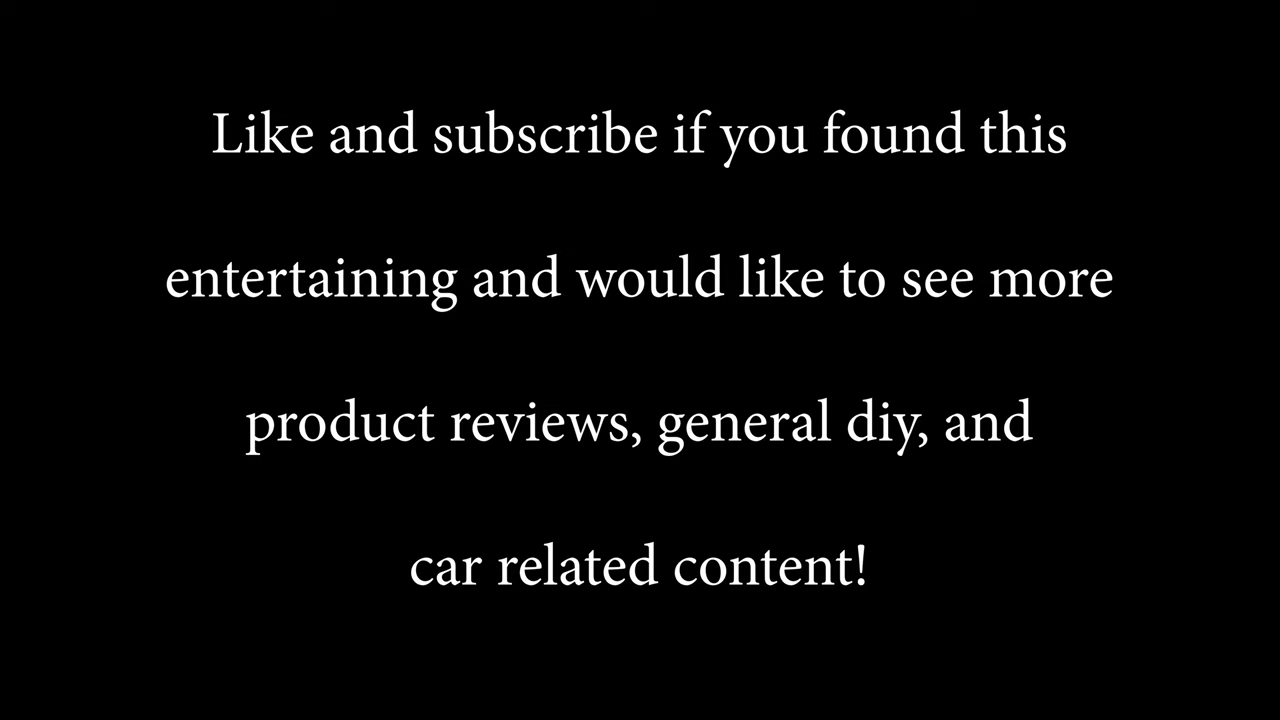 Like and subscribe if you found this
entertaining and would like to see more
product reviews, general diy, and
car related content!